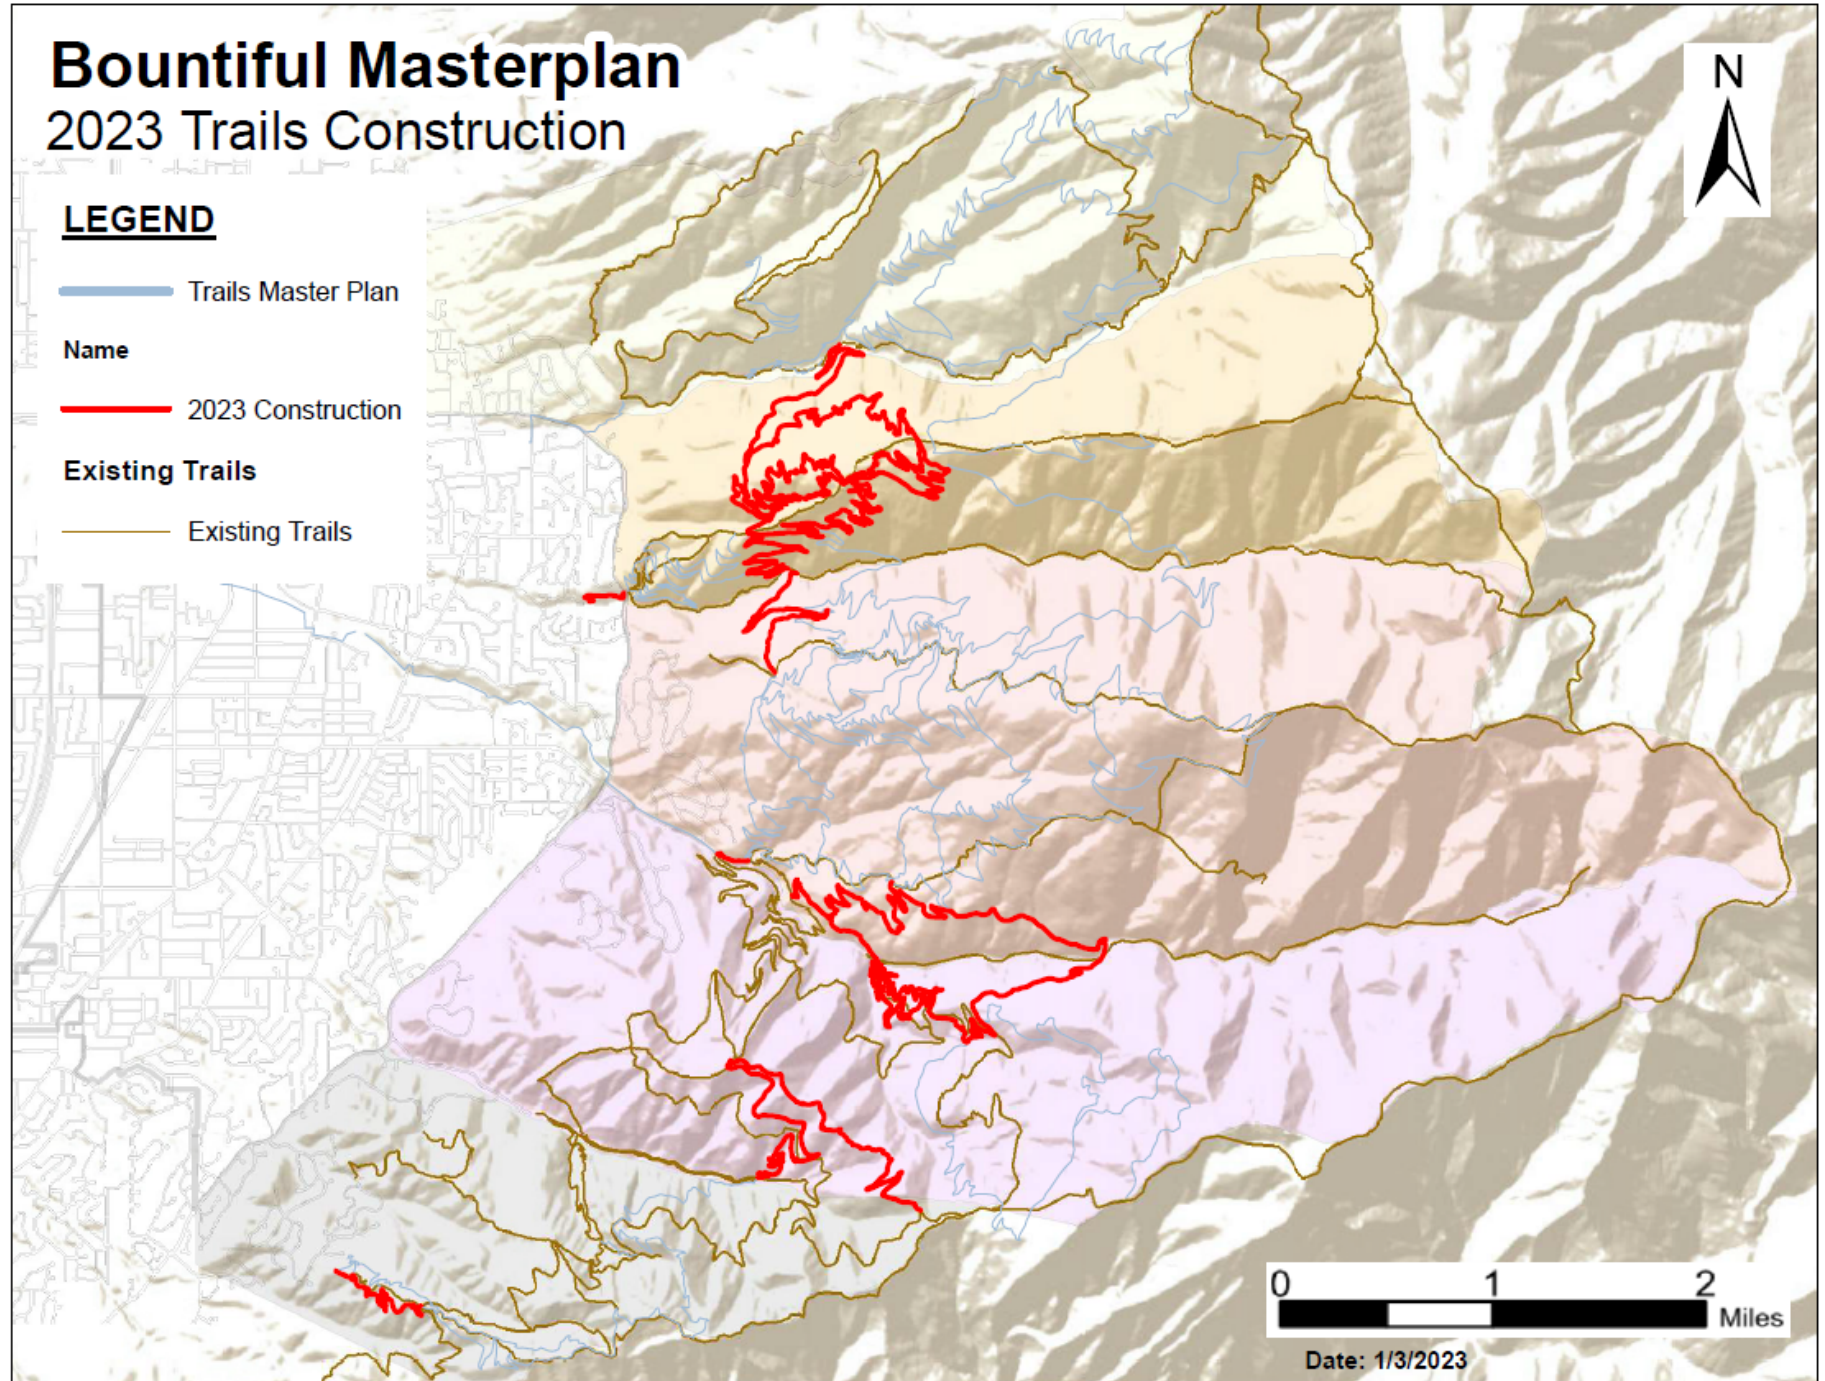 Bountiful Masterplan
2023 Trails Construction
N
LEGEND
Trails Master Plan
Name
2023 Construction
Existing Trails
Existing Trails
0 1 2
Miles
Date: 1/3/2023